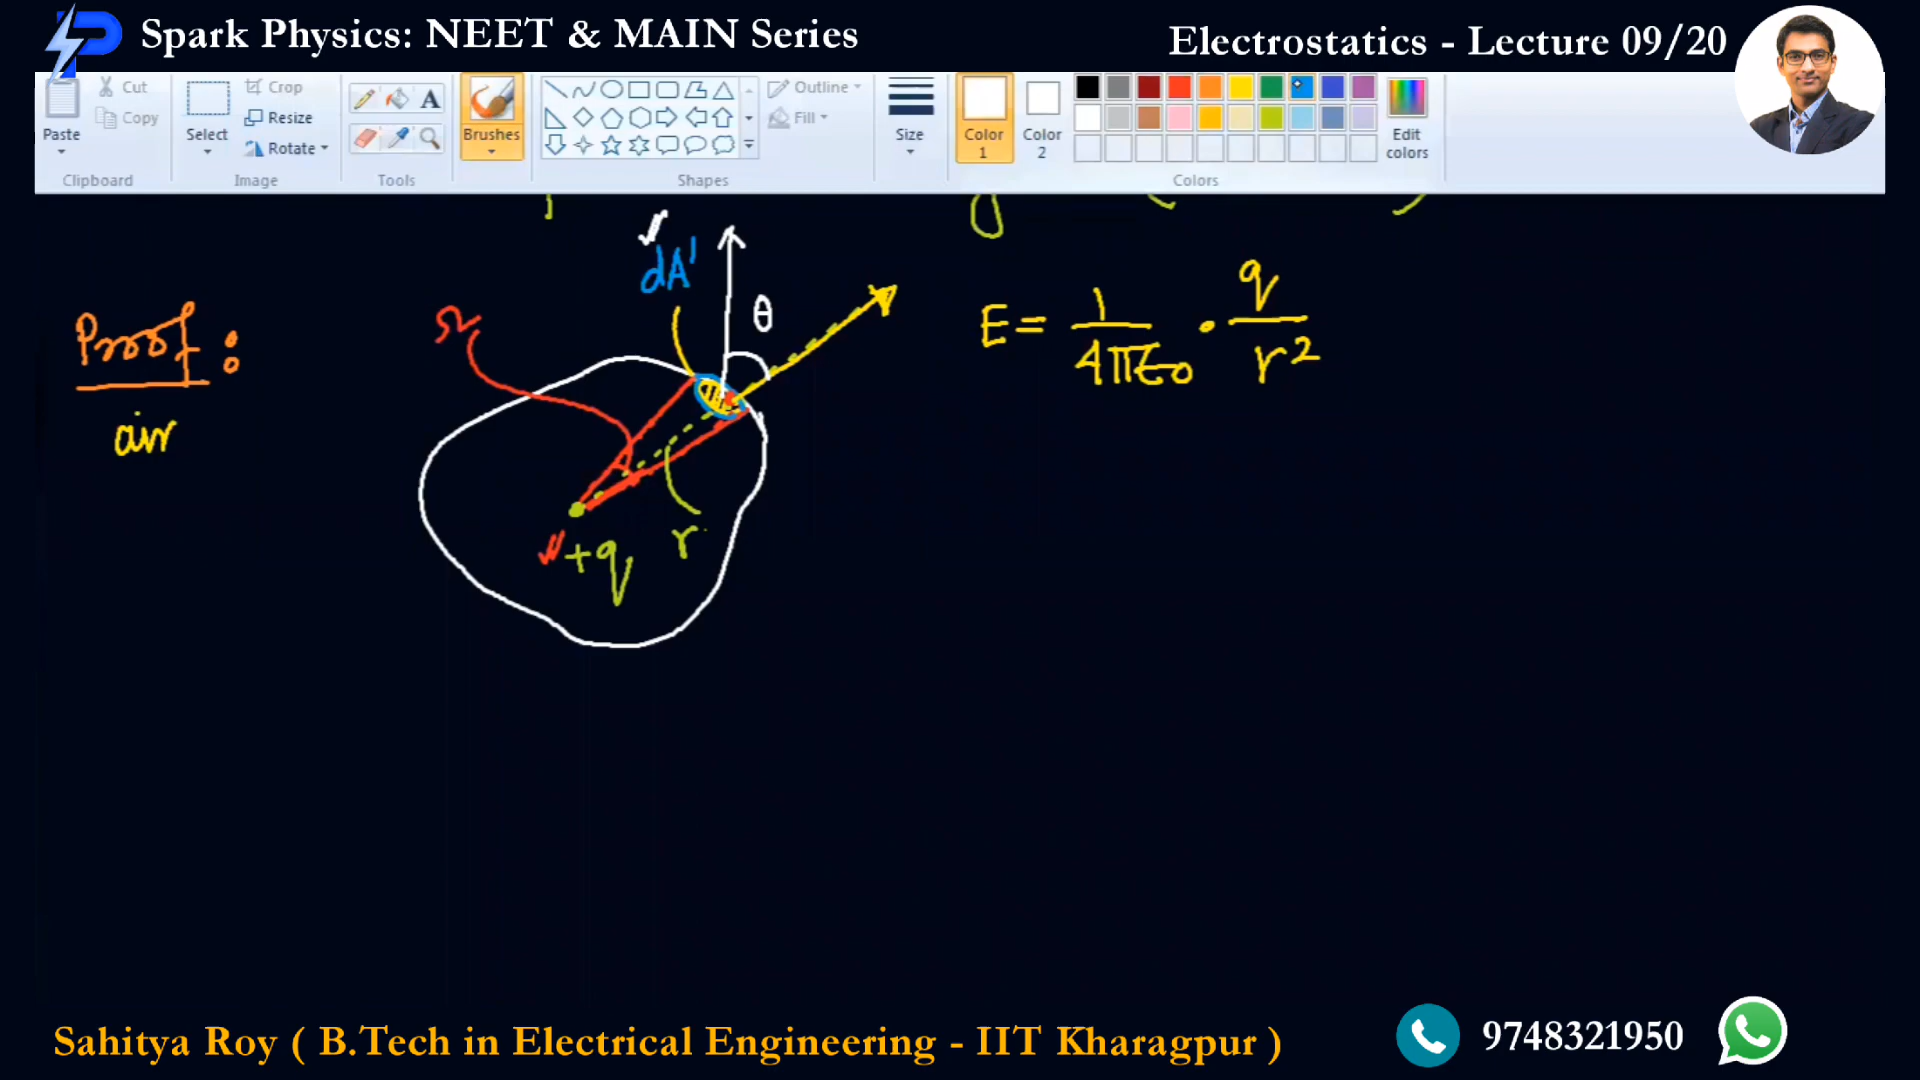 Spark Physics: NEET & MAIN Series
Electrostatics - Lecture 09/20
Cut
Copy
Paste
Clipboard
Crop
Resize
Rotate
Select
Image
A
Tools
Brushes
Outline
Fill
Shapes
Size
Color 1
Color 2
Edit colors
Colors
Proof :
air
Ω
dA'
θ
+q
r
E = 1/4πε₀ · q/r²
Sahitya Roy ( B.Tech in Electrical Engineering - IIT Kharagpur )
9748321950